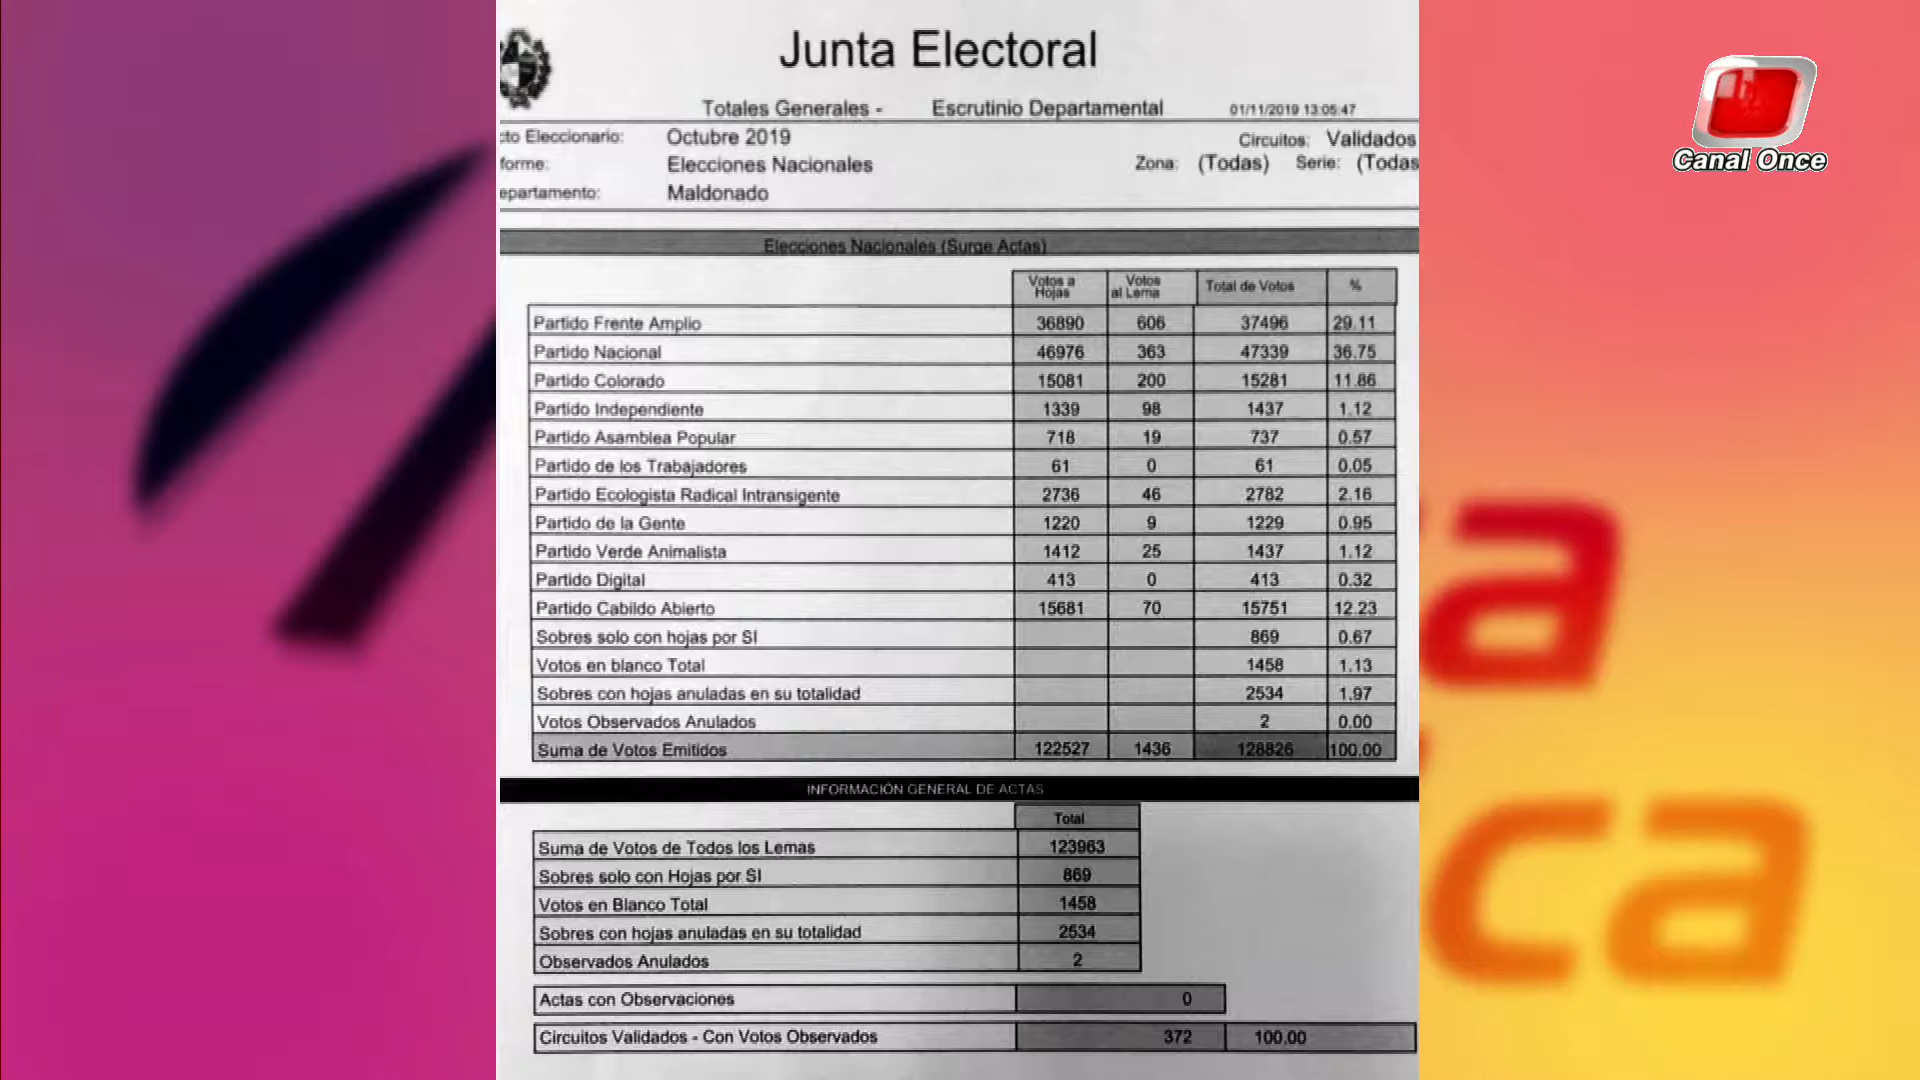 Junta Electoral
Totales Generales - Escrutinio Departamental 01/11/2019 13:05:47
cto Eleccionario: Octubre 2019 Circuitos: Validados
forme: Elecciones Nacionales Zona: (Todas) Serie: (Todas
epartamento: Maldonado
Canal Once
Elecciones Nacionales (Surge Actas)
Votos a Hojas Votos al Lema Total de Votos %
Partido Frente Amplio 36890 606 37496 29.11
Partido Nacional 46976 363 47339 36.75
Partido Colorado 15081 200 15281 11.86
Partido Independiente 1339 98 1437 1.12
Partido Asamblea Popular 718 19 737 0.57
Partido de los Trabajadores 61 0 61 0.05
Partido Ecologista Radical Intransigente 2736 46 2782 2.16
Partido de la Gente 1220 9 1229 0.95
Partido Verde Animalista 1412 25 1437 1.12
Partido Digital 413 0 413 0.32
Partido Cabildo Abierto 15681 70 15751 12.23
Sobres solo con hojas por SI 869 0.67
Votos en blanco Total 1458 1.13
Sobres con hojas anuladas en su totalidad 2534 1.97
Votos Observados Anulados 2 0.00
Suma de Votos Emitidos 122527 1436 128826 100.00
INFORMACIÓN GENERAL DE ACTAS
Total
Suma de Votos de Todos los Lemas 123963
Sobres solo con Hojas por SI 869
Votos en Blanco Total 1458
Sobres con hojas anuladas en su totalidad 2534
Observados Anulados 2
Actas con Observaciones 0
Circuitos Validados - Con Votos Observados 372 100.00
a
ca